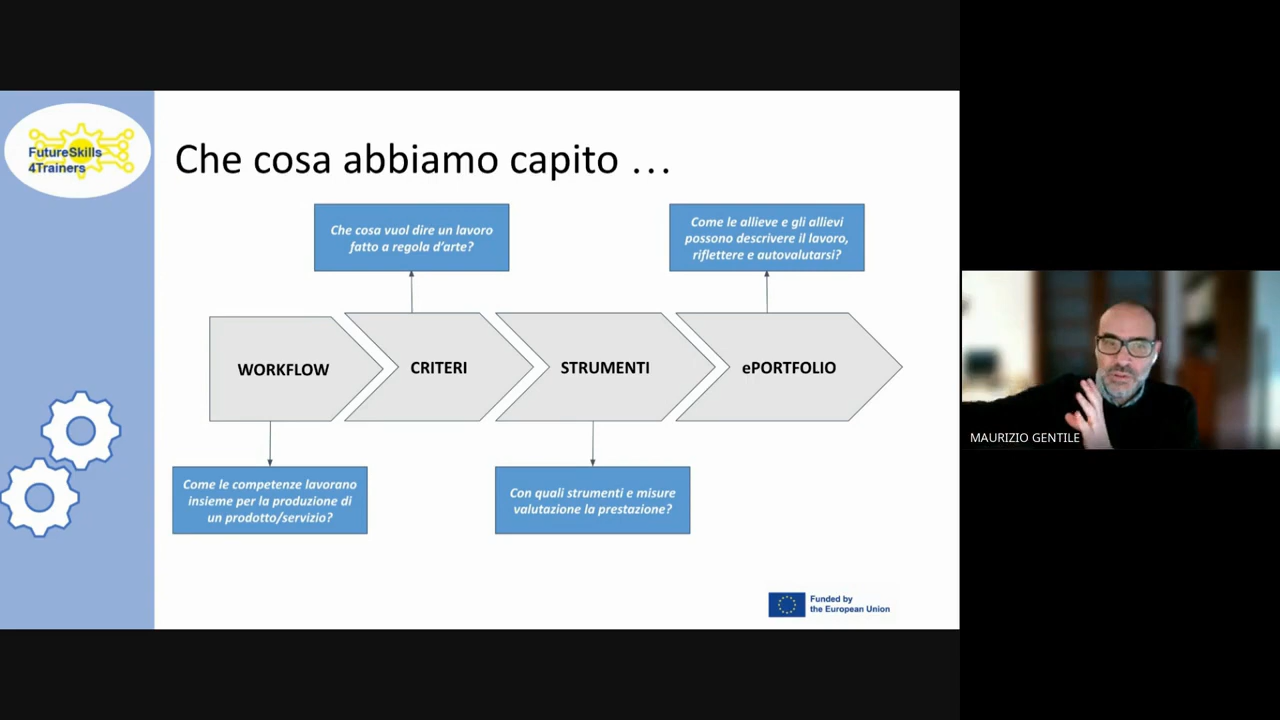 FutureSkills
4Trainers
Che cosa abbiamo capito …
Che cosa vuol dire un lavoro
fatto a regola d'arte?
Come le allieve e gli allievi
possono descrivere il lavoro,
riflettere e autovalutarsi?
WORKFLOW
CRITERI
STRUMENTI
ePORTFOLIO
Come le competenze lavorano
insieme per la produzione di
un prodotto/servizio?
Con quali strumenti e misure
valutazione la prestazione?
Funded by
the European Union
MAURIZIO GENTILE